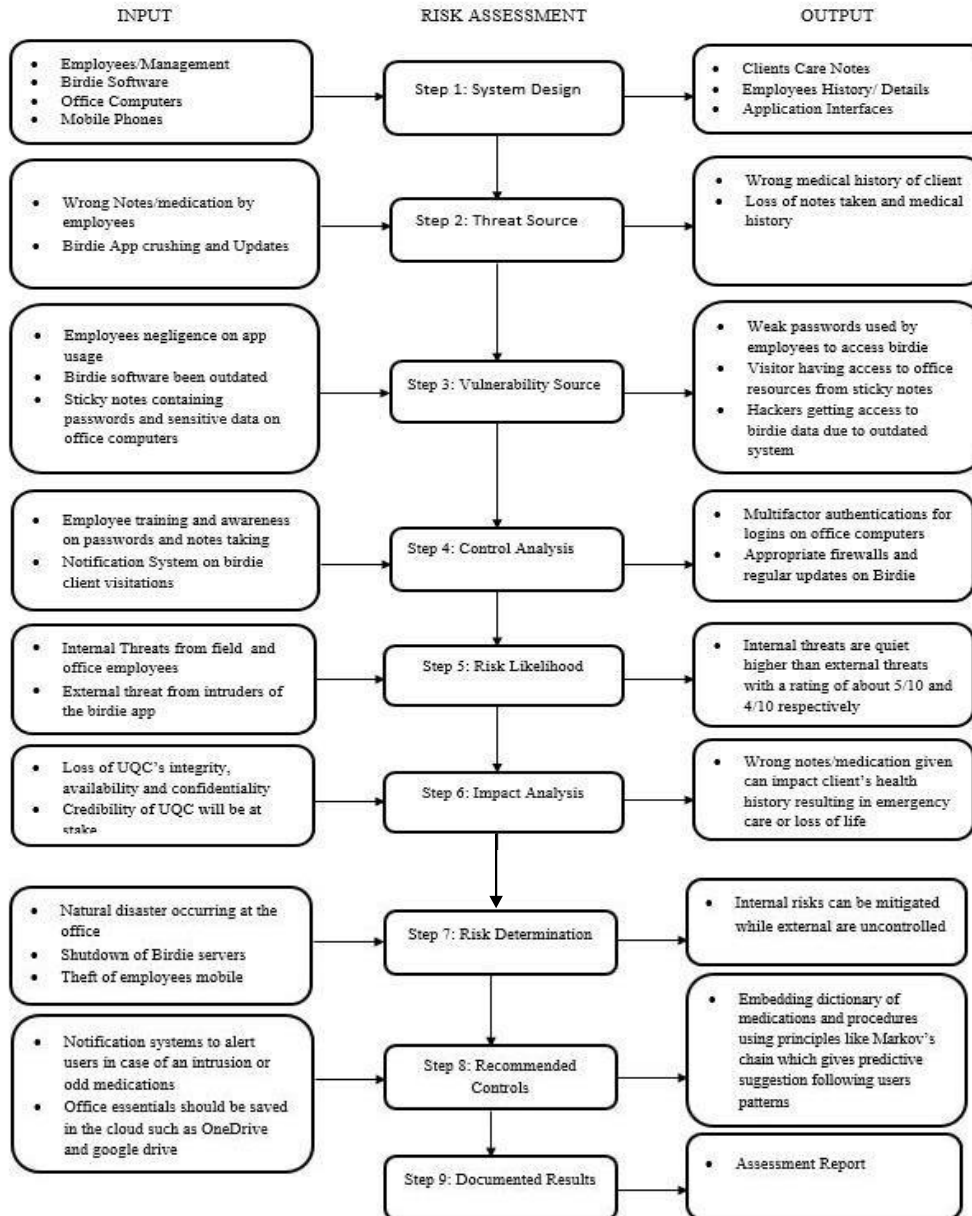 INPUT
RISK ASSESSMENT
OUTPUT
• Employees/Management
• Birdie Software
• Office Computers
• Mobile Phones
Step 1: System Design
• Clients Care Notes
• Employees History/ Details
• Application Interfaces
• Wrong Notes/medication by
employees
• Birdie App crushing and Updates
Step 2: Threat Source
• Wrong medical history of client
• Loss of notes taken and medical
history
• Employees negligence on app
usage
• Birdie software been outdated
• Sticky notes containing
passwords and sensitive data on
office computers
Step 3: Vulnerability Source
• Weak passwords used by
employees to access birdie
• Visitor having access to office
resources from sticky notes
• Hackers getting access to
birdie data due to outdated
system
• Employee training and awareness
on passwords and notes taking
• Notification System on birdie
client visitations
Step 4: Control Analysis
• Multifactor authentications for
logins on office computers
• Appropriate firewalls and
regular updates on Birdie
• Internal Threats from field and
office employees
• External threat from intruders of
the birdie app
Step 5: Risk Likelihood
• Internal threats are quiet
higher than external threats
with a rating of about 5/10 and
4/10 respectively
• Loss of UQC’s integrity,
availability and confidentiality
• Credibility of UQC will be at
stake
Step 6: Impact Analysis
• Wrong notes/medication given
can impact client’s health
history resulting in emergency
care or loss of life
• Natural disaster occurring at the
office
• Shutdown of Birdie servers
• Theft of employees mobile
Step 7: Risk Determination
• Internal risks can be mitigated
while external are uncontrolled
• Notification systems to alert
users in case of an intrusion or
odd medications
• Office essentials should be saved
in the cloud such as OneDrive
and google drive
Step 8: Recommended
Controls
• Embedding dictionary of
medications and procedures
using principles like Markov’s
chain which gives predictive
suggestion following users
patterns
Step 9: Documented Results
• Assessment Report